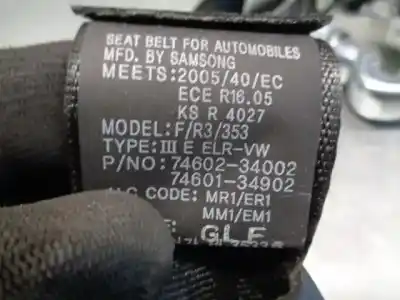 SEAT BELT FOR AUTOMOBILES
MFD. BY SAMSONG
MEETS:2005/40/EC
ECE R16.05
KS R 4027
MODEL:F/R3/353
TYPE:III E ELR-VW
P/NO: 74602-34002
74601-34902
CODE: MR1/ER1
MM1/EM1
GLE